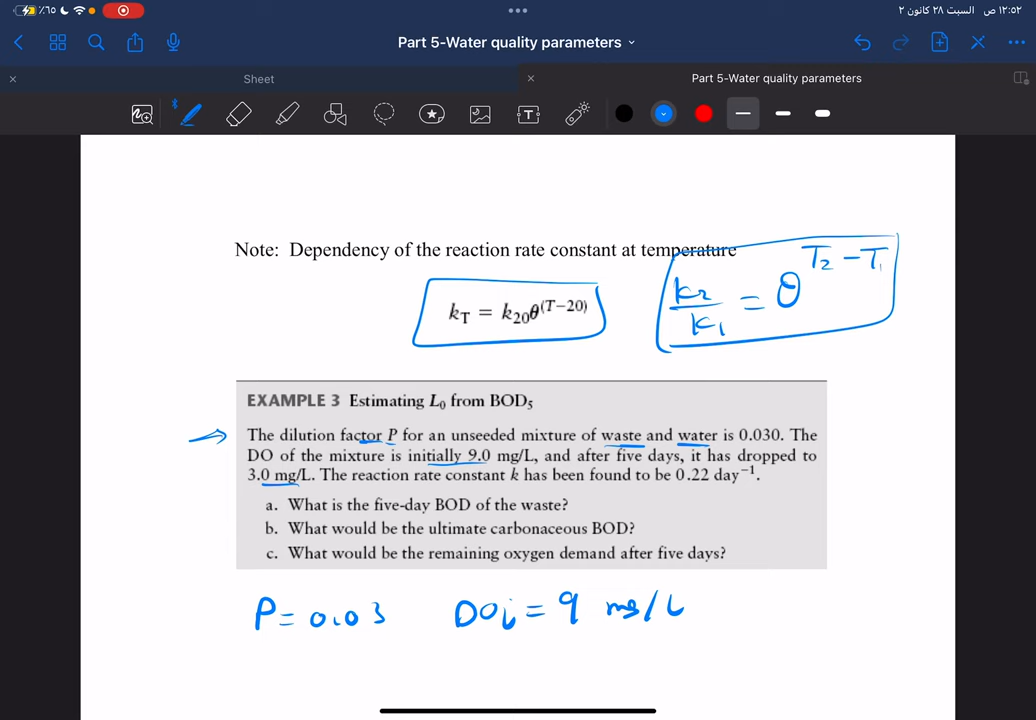 ١٢:٥٢ ص السبت ٢٨ كانون ٢
٪٦٥
Part 5-Water quality parameters
Sheet
Part 5-Water quality parameters
Note: Dependency of the reaction rate constant at temperature
k_T = k_20 θ^(T−20)
k₂/k₁ = θ^(T₂ − T₁)
EXAMPLE 3 Estimating L₀ from BOD₅
The dilution factor P for an unseeded mixture of waste and water is 0.030. The
DO of the mixture is initially 9.0 mg/L, and after five days, it has dropped to
3.0 mg/L. The reaction rate constant k has been found to be 0.22 day⁻¹.
a. What is the five-day BOD of the waste?
b. What would be the ultimate carbonaceous BOD?
c. What would be the remaining oxygen demand after five days?
P = 0.03 DOi = 9 mg/L